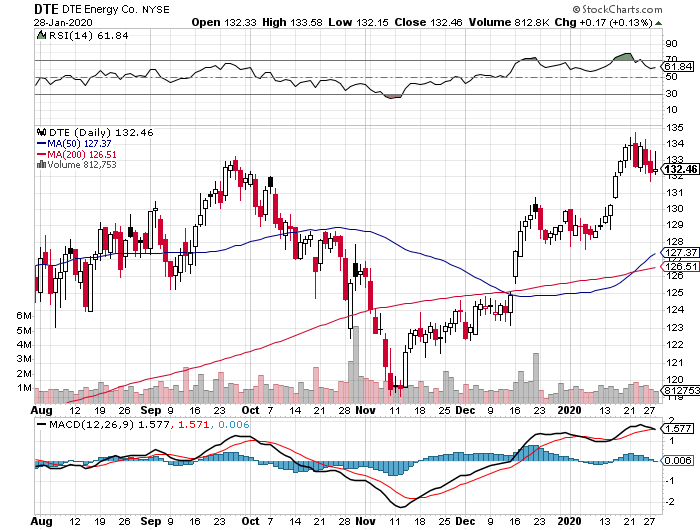 DTE DTE Energy Co. NYSE © StockCharts.com
28-Jan-2020 Open 132.33 High 133.58 Low 132.15 Close 132.46 Volume 812.8K Chg +0.17 (+0.13%)
RSI(14) 61.84
90
70
61.84
50
30
10
DTE (Daily) 132.46
MA(50) 127.37
MA(200) 126.51
Volume 812,753
135
134
133
132.46
132
131
130
129
128
127.37
126.51
126
125
124
123
122
121
120
119
6M
5M
4M
3M
2M
1M
812753
Aug 12 19 26 Sep 9 16 23 Oct 7 14 21 28 Nov 11 18 25 Dec 9 16 23 2020 13 21 27
MACD(12,26,9) 1.577, 1.571, 0.006
1.577
1
0.006
-1
-2
Aug 12 19 26 Sep 9 16 23 Oct 7 14 21 28 Nov 11 18 25 Dec 9 16 23 2020 13 21 27